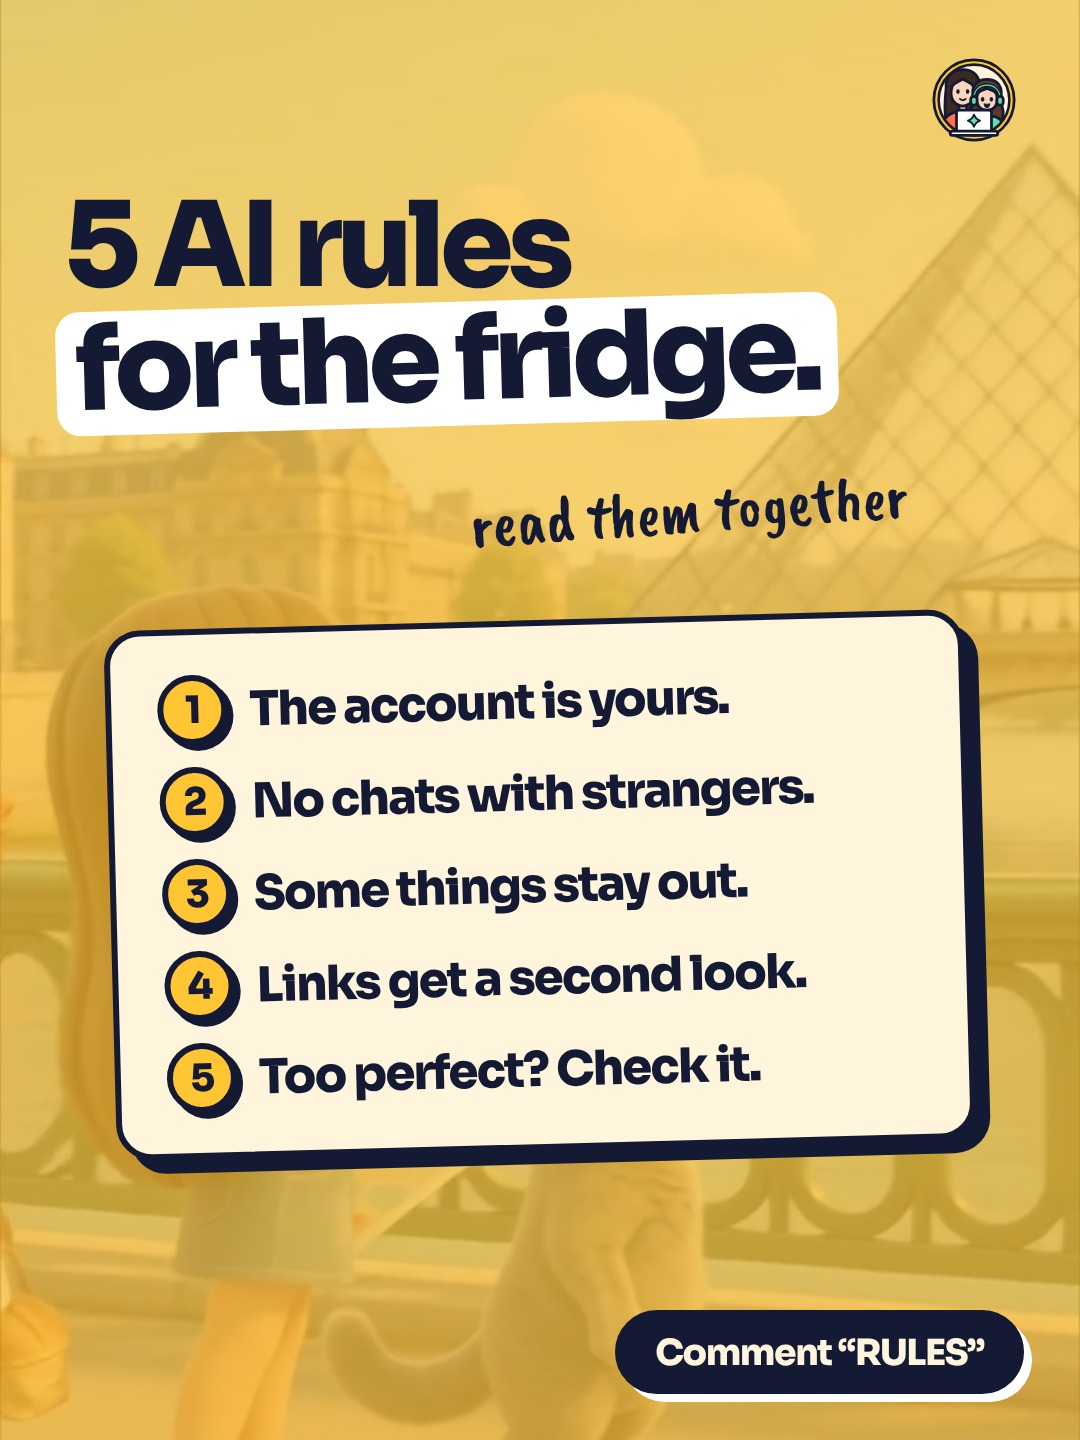 5 AI rules
for the fridge.
read them together
1 The account is yours.
2 No chats with strangers.
3 Some things stay out.
4 Links get a second look.
5 Too perfect? Check it.
Comment “RULES”